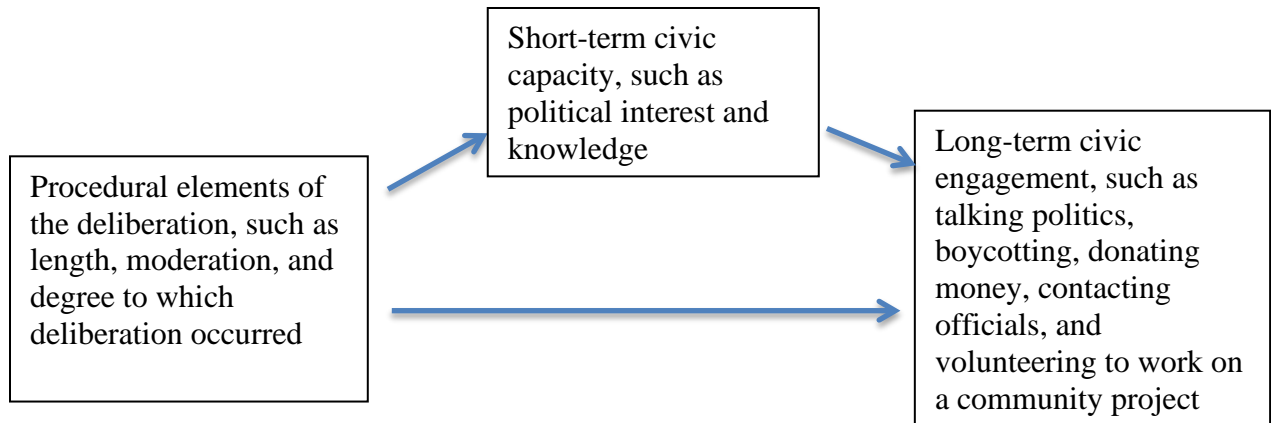 Short-term civic
capacity, such as
political interest and
knowledge
Procedural elements of
the deliberation, such as
length, moderation, and
degree to which
deliberation occurred
Long-term civic
engagement, such as
talking politics,
boycotting, donating
money, contacting
officials, and
volunteering to work on
a community project